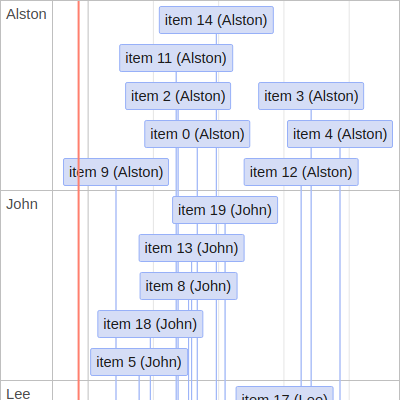 Alston
item 14 (Alston)
item 11 (Alston)
item 2 (Alston)
item 3 (Alston)
item 0 (Alston)
item 4 (Alston)
item 9 (Alston)
item 12 (Alston)
John
item 19 (John)
item 13 (John)
item 8 (John)
item 18 (John)
item 5 (John)
Lee
item 17 (Lee)